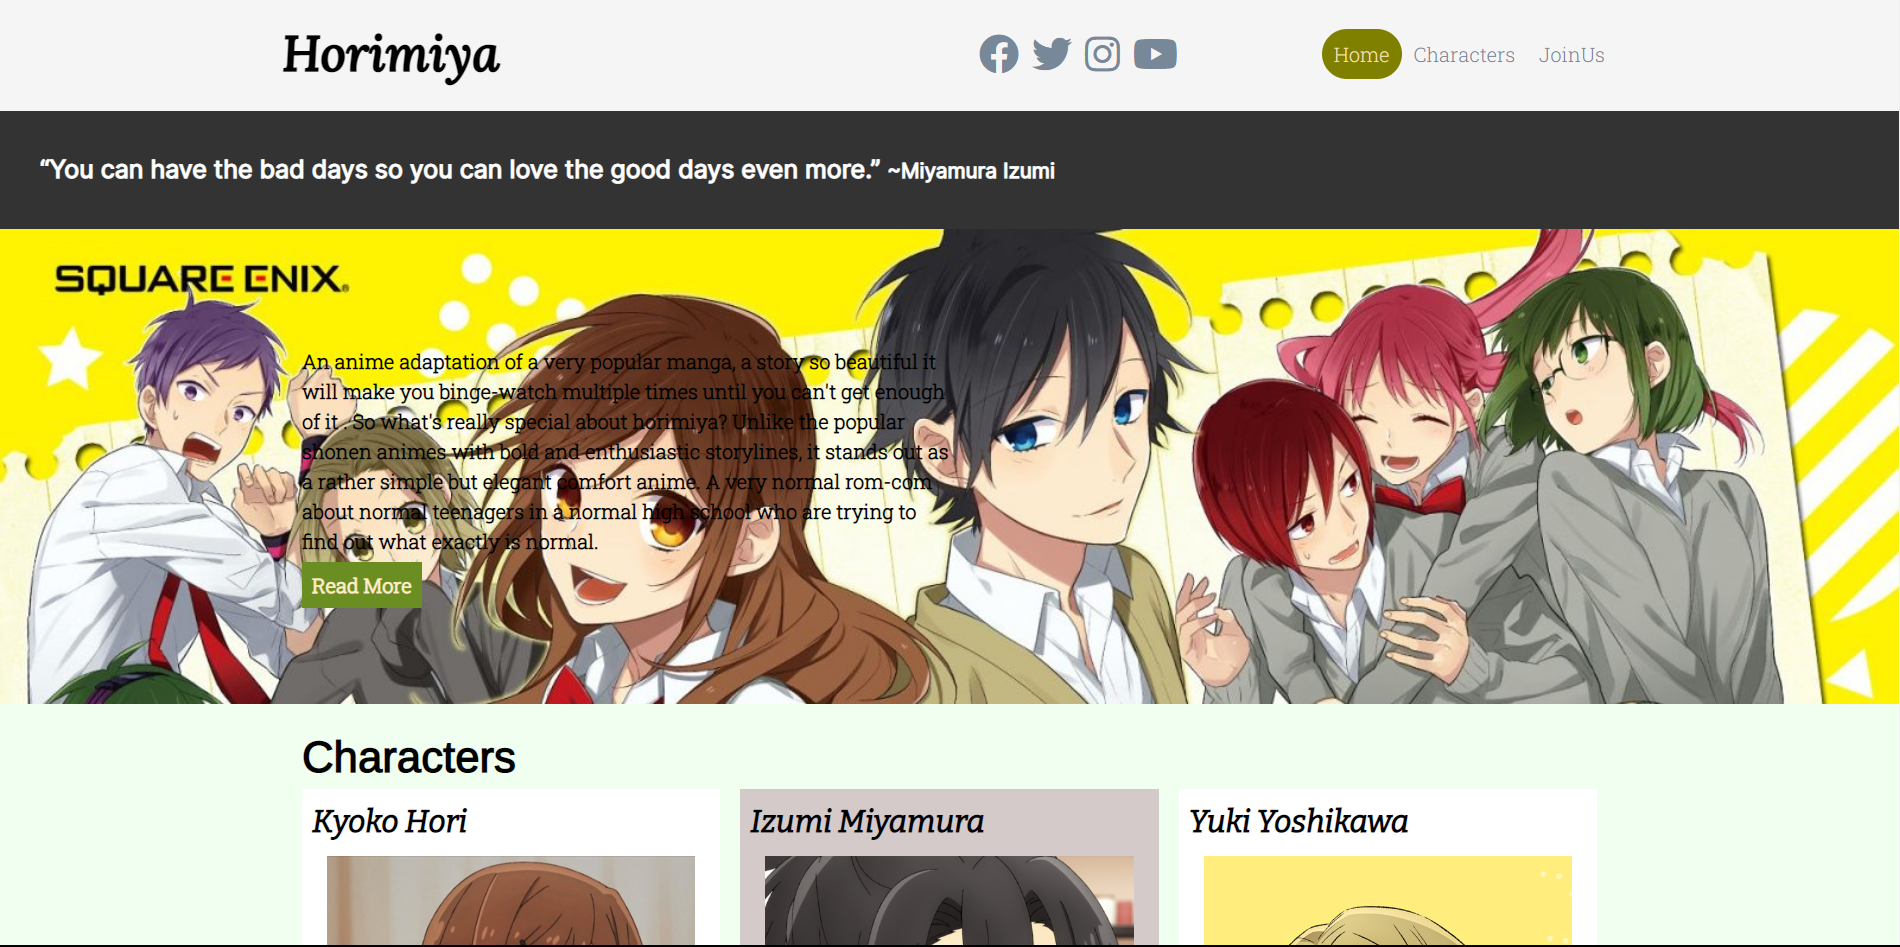 Horimiya
Home
Characters
JoinUs
“You can have the bad days so you can love the good days even more.” ~Miyamura Izumi
SQUARE ENIX®
An anime adaptation of a very popular manga, a story so beautiful it
will make you binge-watch multiple times until you can't get enough
of it . So what's really special about horimiya? Unlike the popular
shonen animes with bold and enthusiastic storylines, it stands out as
a rather simple but elegant comfort anime. A very normal rom-com
about normal teenagers in a normal high school who are trying to
find out what exactly is normal.
Read More
Characters
Kyoko Hori
Izumi Miyamura
Yuki Yoshikawa